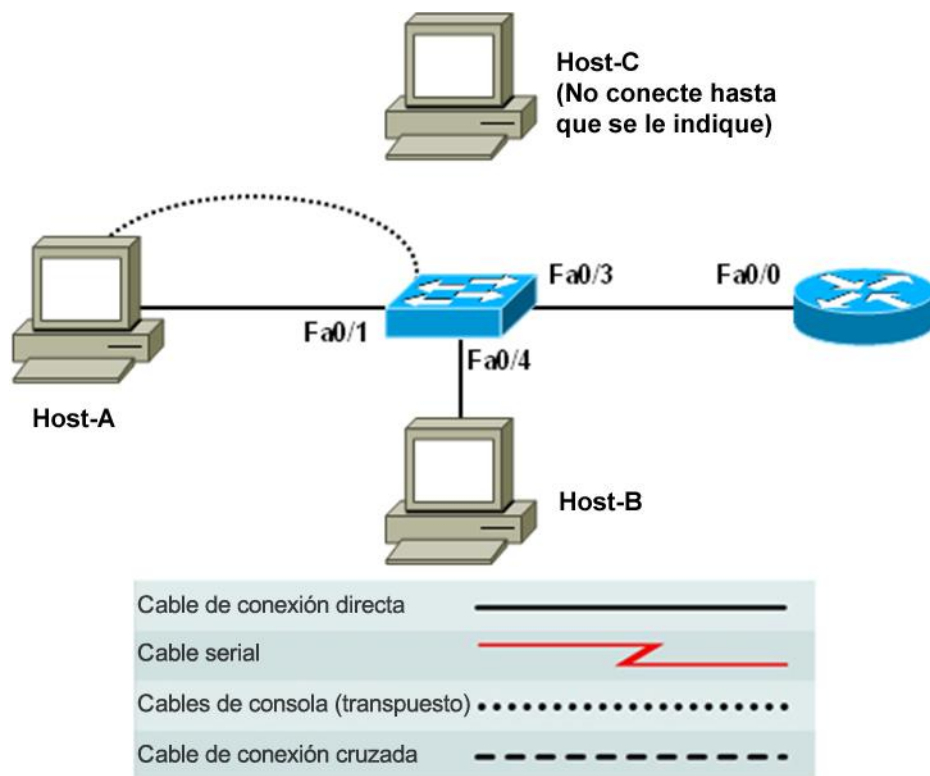 Host-C
(No conecte hasta
que se le indique)
Fa0/3
Fa0/0
Fa0/1
Fa0/4
Host-A
Host-B
Cable de conexión directa
Cable serial
Cables de consola (transpuesto)
Cable de conexión cruzada